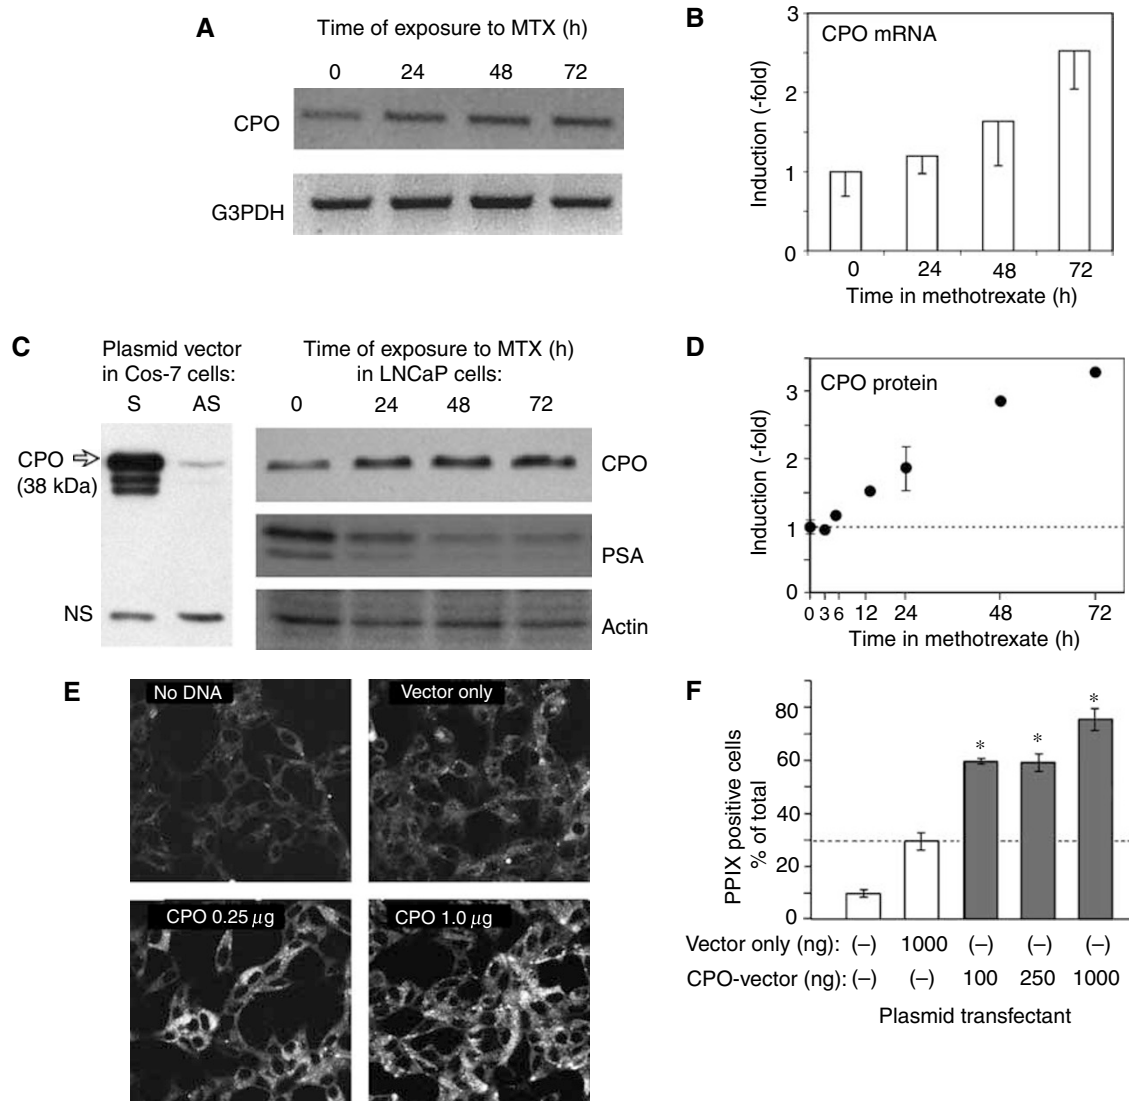 A
Time of exposure to MTX (h)
0 24 48 72
CPO
G3PDH
B
CPO mRNA
Induction (-fold)
3
2
1
0
0 24 48 72
Time in methotrexate (h)
C
Plasmid vector
in Cos-7 cells:
S AS
CPO
(38 kDa)
NS
Time of exposure to MTX (h)
in LNCaP cells:
0 24 48 72
CPO
PSA
Actin
D
CPO protein
Induction (-fold)
3
2
1
0
0 3 6 12 24 48 72
Time in methotrexate (h)
E
No DNA
Vector only
CPO 0.25 μg
CPO 1.0 μg
F
PPIX positive cells
% of total
80
60
40
20
0
* * *
Vector only (ng): (–) 1000 (–) (–) (–)
CPO-vector (ng): (–) (–) 100 250 1000
Plasmid transfectant